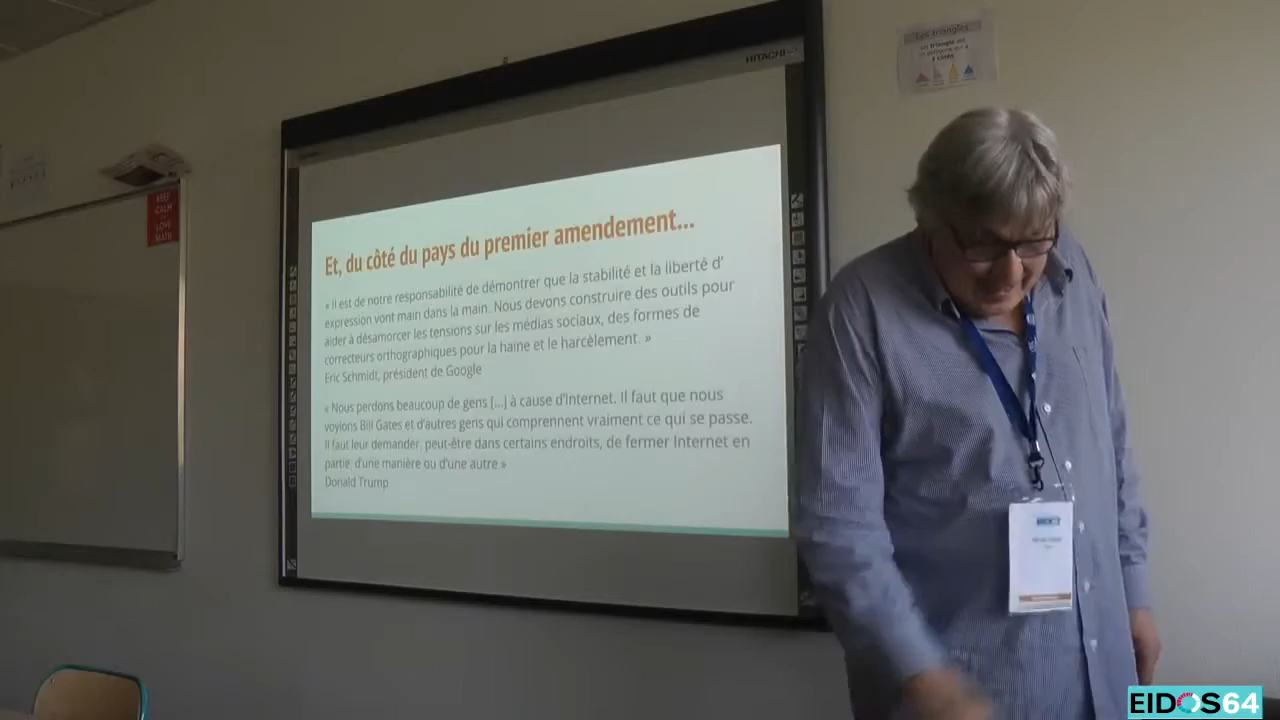 HITACHI
Les triangles
KEEP
CALM
LOVE
MATH
Et, du côté du pays du premier amendement...
« Il est de notre responsabilité de démontrer que la stabilité et la liberté d’
expression vont main dans la main. Nous devons construire des outils pour
aider à désamorcer les tensions sur les médias sociaux, des formes de
correcteurs orthographiques pour la haine et le harcèlement. »
Eric Schmidt, président de Google
« Nous perdons beaucoup de gens [...] à cause d’Internet. Il faut que nous
voyions Bill Gates et d’autres gens qui comprennent vraiment ce qui se passe.
Il faut leur demander, peut-être dans certains endroits, de fermer Internet en
partie, d’une manière ou d’une autre »
Donald Trump
EIDOS64